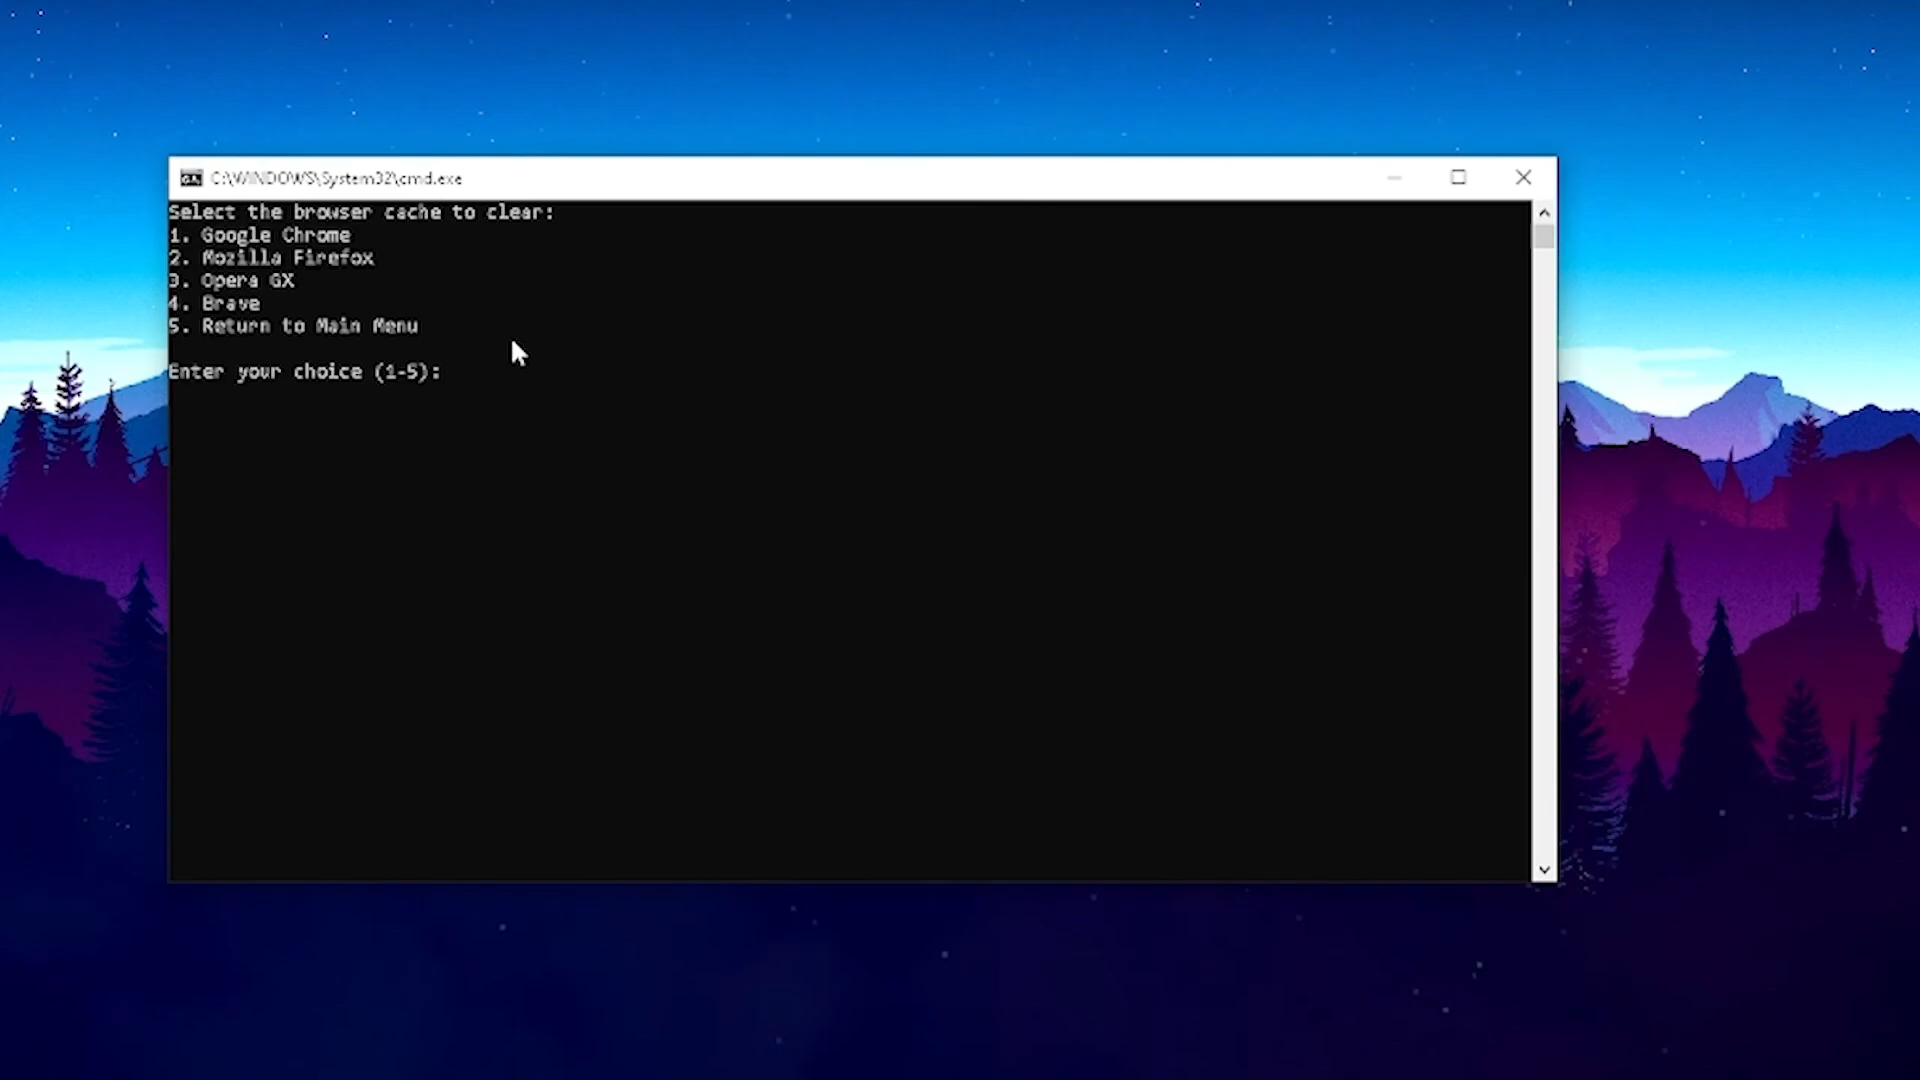 C:\WINDOWS\System32\cmd.exe
Select the browser cache to clear:
1. Google Chrome
2. Mozilla Firefox
3. Opera GX
4. Brave
5. Return to Main Menu
Enter your choice (1-5):